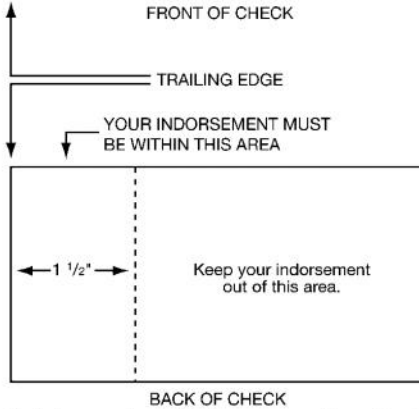 FRONT OF CHECK
TRAILING EDGE
YOUR INDORSEMENT MUST
BE WITHIN THIS AREA
1 1/2"
Keep your indorsement
out of this area.
BACK OF CHECK